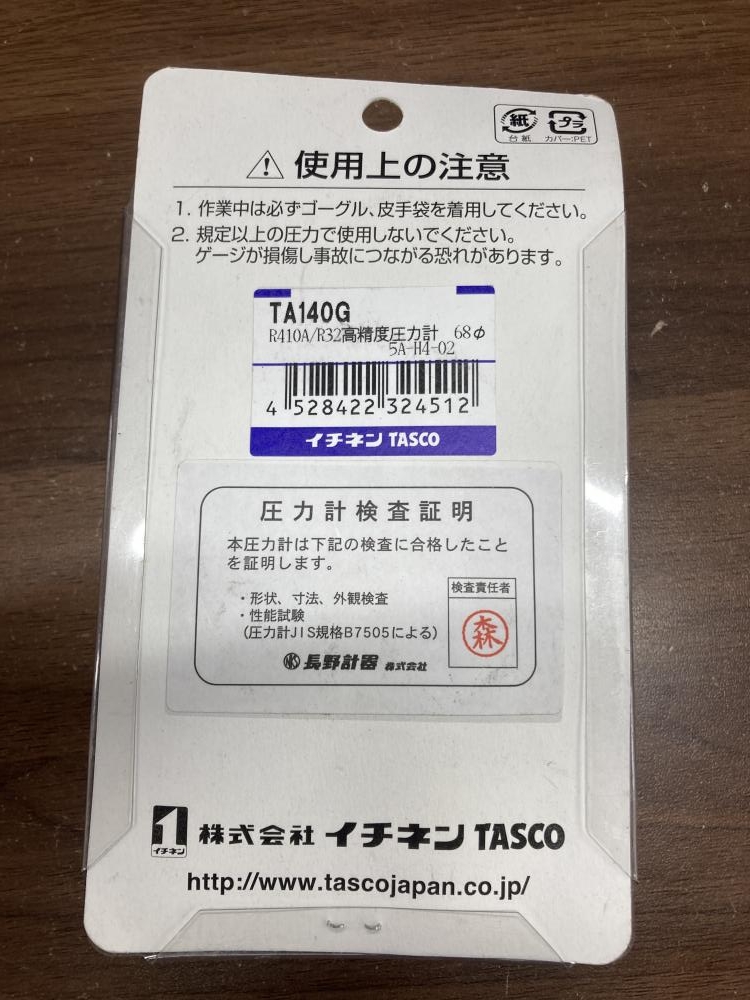 紙 プラ
台紙 カバー:PET
使用上の注意
1. 作業中は必ずゴーグル、皮手袋を着用してください。
2. 規定以上の圧力で使用しないでください。
ゲージが損傷し事故につながる恐れがあります。
TA140G
R410A/R32高精度圧力計 68φ
5A-H4-02
4 528422 324512
イチネン TASCO
圧力計検査証明
本圧力計は下記の検査に合格したこと
を証明します。
検査責任者
・形状、寸法、外観検査
・性能試験
(圧力計JIS規格B7505による)
森
NKS 長野計器 株式会社
1 イチネン
株式会社 イチネン TASCO
http://www.tascojapan.co.jp/